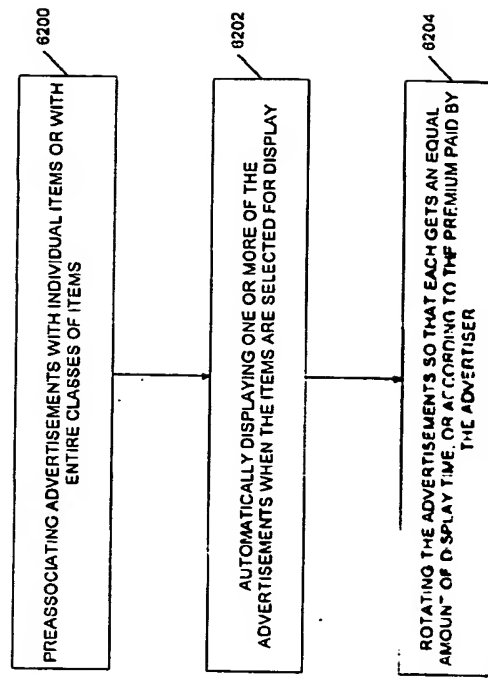 6200
PREASSOCIATING ADVERTISEMENTS WITH INDIVIDUAL ITEMS OR WITH
ENTIRE CLASSES OF ITEMS
6202
AUTOMATICALLY DISPLAYING ONE OR MORE OF THE
ADVERTISEMENTS WHEN THE ITEMS ARE SELECTED FOR DISPLAY
6204
ROTATING THE ADVERTISEMENTS SO THAT EACH GETS AN EQUAL
AMOUNT OF DISPLAY TIME, OR ACCORDING TO THE PREMIUM PAID BY
THE ADVERTISER